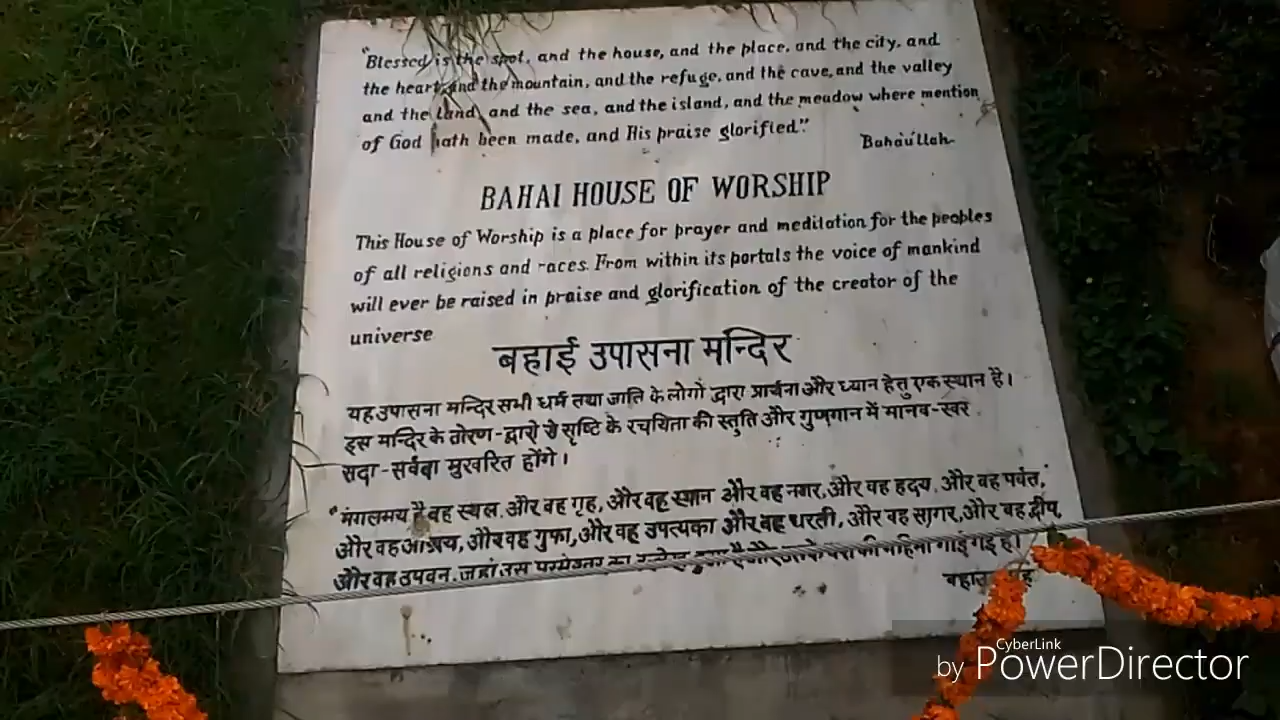 "Blessed is the spot, and the house, and the place, and the city, and
the heart, and the mountain, and the refuge, and the cave, and the valley
and the land, and the sea, and the island, and the meadow where mention
of God hath been made, and His praise glorified."
Baháu'llah
BAHAI HOUSE OF WORSHIP
This House of Worship is a place for prayer and meditation for the peoples
of all religions and races. From within its portals the voice of mankind
will ever be raised in praise and glorification of the creator of the
universe
बहाई उपासना मन्दिर
यह उपासना मन्दिर सभी धर्म तथा जाति के लोगों द्वारा प्रार्थना और ध्यान हेतु एक स्थान है।
इस मन्दिर के तोरण-द्वारों से सृष्टि के रचयिता की स्तुति और गुणगान में मानव-स्वर
सदा-सर्वदा मुखरित होंगे।
"मंगलमय है वह स्थल, और वह गृह, और वह स्थान और वह नगर, और वह हृदय, और वह पर्वत,
और वह आश्रय, और वह गुफा, और वह उपत्यका और वह धरती, और वह सागर, और वह द्वीप,
और वह उपवन, जहां उस परमेश्वर का उल्लेख हुआ है और उसके यश की महिमा गाई गई है।
CyberLink
by PowerDirector